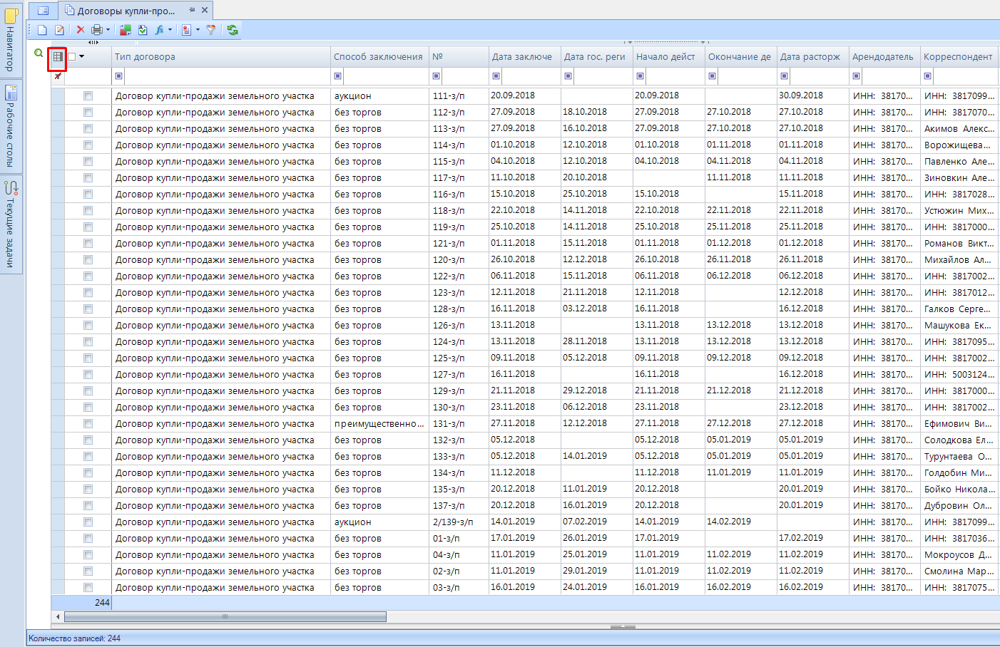 Договоры купли-про...
Навигатор
Рабочие столы
Текущие задачи
Тип договора Способ заключения № Дата заключе Дата гос. реги Начало дейст Окончание де Дата расторж Арендодатель Корреспондент
Договор купли-продажи земельного участка аукцион 111-з/п 20.09.2018 20.09.2018 30.09.2018 ИНН: 38170... ИНН: 3817099...
Договор купли-продажи земельного участка без торгов 112-з/п 27.09.2018 18.10.2018 27.09.2018 27.10.2018 27.10.2018 ИНН: 38170... ИНН: 3817070...
Договор купли-продажи земельного участка без торгов 113-з/п 27.09.2018 16.10.2018 27.09.2018 27.10.2018 27.10.2018 ИНН: 38170... Акимов Алекс...
Договор купли-продажи земельного участка без торгов 114-з/п 01.10.2018 12.10.2018 01.10.2018 01.11.2018 01.11.2018 ИНН: 38170... Ворожищева...
Договор купли-продажи земельного участка без торгов 115-з/п 04.10.2018 12.10.2018 04.10.2018 04.11.2018 04.11.2018 ИНН: 38170... Павленко Але...
Договор купли-продажи земельного участка без торгов 117-з/п 11.10.2018 20.10.2018 11.11.2018 11.11.2018 ИНН: 38170... Зиновкин Але...
Договор купли-продажи земельного участка без торгов 116-з/п 15.10.2018 25.10.2018 15.10.2018 15.11.2018 ИНН: 38170... ИНН: 3817028...
Договор купли-продажи земельного участка без торгов 118-з/п 22.10.2018 14.11.2018 22.10.2018 22.11.2018 22.11.2018 ИНН: 38170... Устюжин Мих...
Договор купли-продажи земельного участка без торгов 119-з/п 25.10.2018 14.11.2018 25.10.2018 25.11.2018 25.11.2018 ИНН: 38170... ИНН: 3817000...
Договор купли-продажи земельного участка без торгов 121-з/п 01.11.2018 15.11.2018 01.11.2018 01.12.2018 01.12.2018 ИНН: 38170... Романов Викт...
Договор купли-продажи земельного участка без торгов 120-з/п 26.10.2018 12.12.2018 26.10.2018 26.11.2018 26.11.2018 ИНН: 38170... Михайлов Ал...
Договор купли-продажи земельного участка без торгов 122-з/п 06.11.2018 15.11.2018 06.11.2018 06.12.2018 06.12.2018 ИНН: 38170... ИНН: 3817002...
Договор купли-продажи земельного участка без торгов 123-з/п 12.11.2018 21.11.2018 12.11.2018 12.12.2018 ИНН: 38170... ИНН: 3817012...
Договор купли-продажи земельного участка без торгов 128-з/п 16.11.2018 03.12.2018 16.11.2018 16.12.2018 ИНН: 38170... Галков Серге...
Договор купли-продажи земельного участка без торгов 126-з/п 13.11.2018 13.11.2018 13.12.2018 13.12.2018 ИНН: 38170... Машукова Ек...
Договор купли-продажи земельного участка без торгов 124-з/п 13.11.2018 28.11.2018 13.11.2018 13.12.2018 13.12.2018 ИНН: 38170... ИНН: 3817095...
Договор купли-продажи земельного участка без торгов 125-з/п 09.11.2018 05.12.2018 09.11.2018 09.12.2018 09.12.2018 ИНН: 38170... ИНН: 3817002...
Договор купли-продажи земельного участка без торгов 127-з/п 16.11.2018 16.11.2018 16.12.2018 ИНН: 38170... ИНН: 5003124...
Договор купли-продажи земельного участка без торгов 129-з/п 21.11.2018 29.12.2018 21.11.2018 21.12.2018 21.12.2018 ИНН: 38170... ИНН: 3817000...
Договор купли-продажи земельного участка без торгов 130-з/п 23.11.2018 06.12.2018 23.11.2018 23.12.2018 ИНН: 38170... ИНН: 3817002...
Договор купли-продажи земельного участка преимущественно... 131-з/п 27.11.2018 12.12.2018 27.11.2018 27.12.2018 27.12.2018 ИНН: 38170... Ефимович Ви...
Договор купли-продажи земельного участка без торгов 132-з/п 05.12.2018 05.12.2018 05.01.2019 05.01.2019 ИНН: 38170... Солодкова Ел...
Договор купли-продажи земельного участка без торгов 133-з/п 05.12.2018 14.01.2019 05.12.2018 05.01.2019 05.01.2019 ИНН: 38170... Турунтаева О...
Договор купли-продажи земельного участка без торгов 134-з/п 11.12.2018 11.12.2018 11.01.2019 11.01.2019 ИНН: 38170... Голдобин Ми...
Договор купли-продажи земельного участка без торгов 135-з/п 20.12.2018 11.01.2019 20.12.2018 20.01.2019 ИНН: 38170... Бойко Никола...
Договор купли-продажи земельного участка без торгов 137-з/п 20.12.2018 16.01.2019 20.12.2018 20.01.2019 ИНН: 38170... Дубровин Ол...
Договор купли-продажи земельного участка аукцион 2/139-з/п 14.01.2019 07.02.2019 14.01.2019 14.02.2019 ИНН: 38170... ИНН: 3817099...
Договор купли-продажи земельного участка без торгов 01-з/п 17.01.2019 26.01.2019 17.01.2019 17.02.2019 ИНН: 38170... ИНН: 3817036...
Договор купли-продажи земельного участка без торгов 04-з/п 11.01.2019 25.01.2019 11.01.2019 11.02.2019 11.02.2019 ИНН: 38170... Мокроусов Д...
Договор купли-продажи земельного участка без торгов 02-з/п 11.01.2019 29.01.2019 11.01.2019 11.02.2019 11.02.2019 ИНН: 38170... Смолина Мар...
Договор купли-продажи земельного участка без торгов 03-з/п 16.01.2019 24.01.2019 16.01.2019 16.02.2019 16.02.2019 ИНН: 38170... ИНН: 3817075...
244
Количество записей: 244